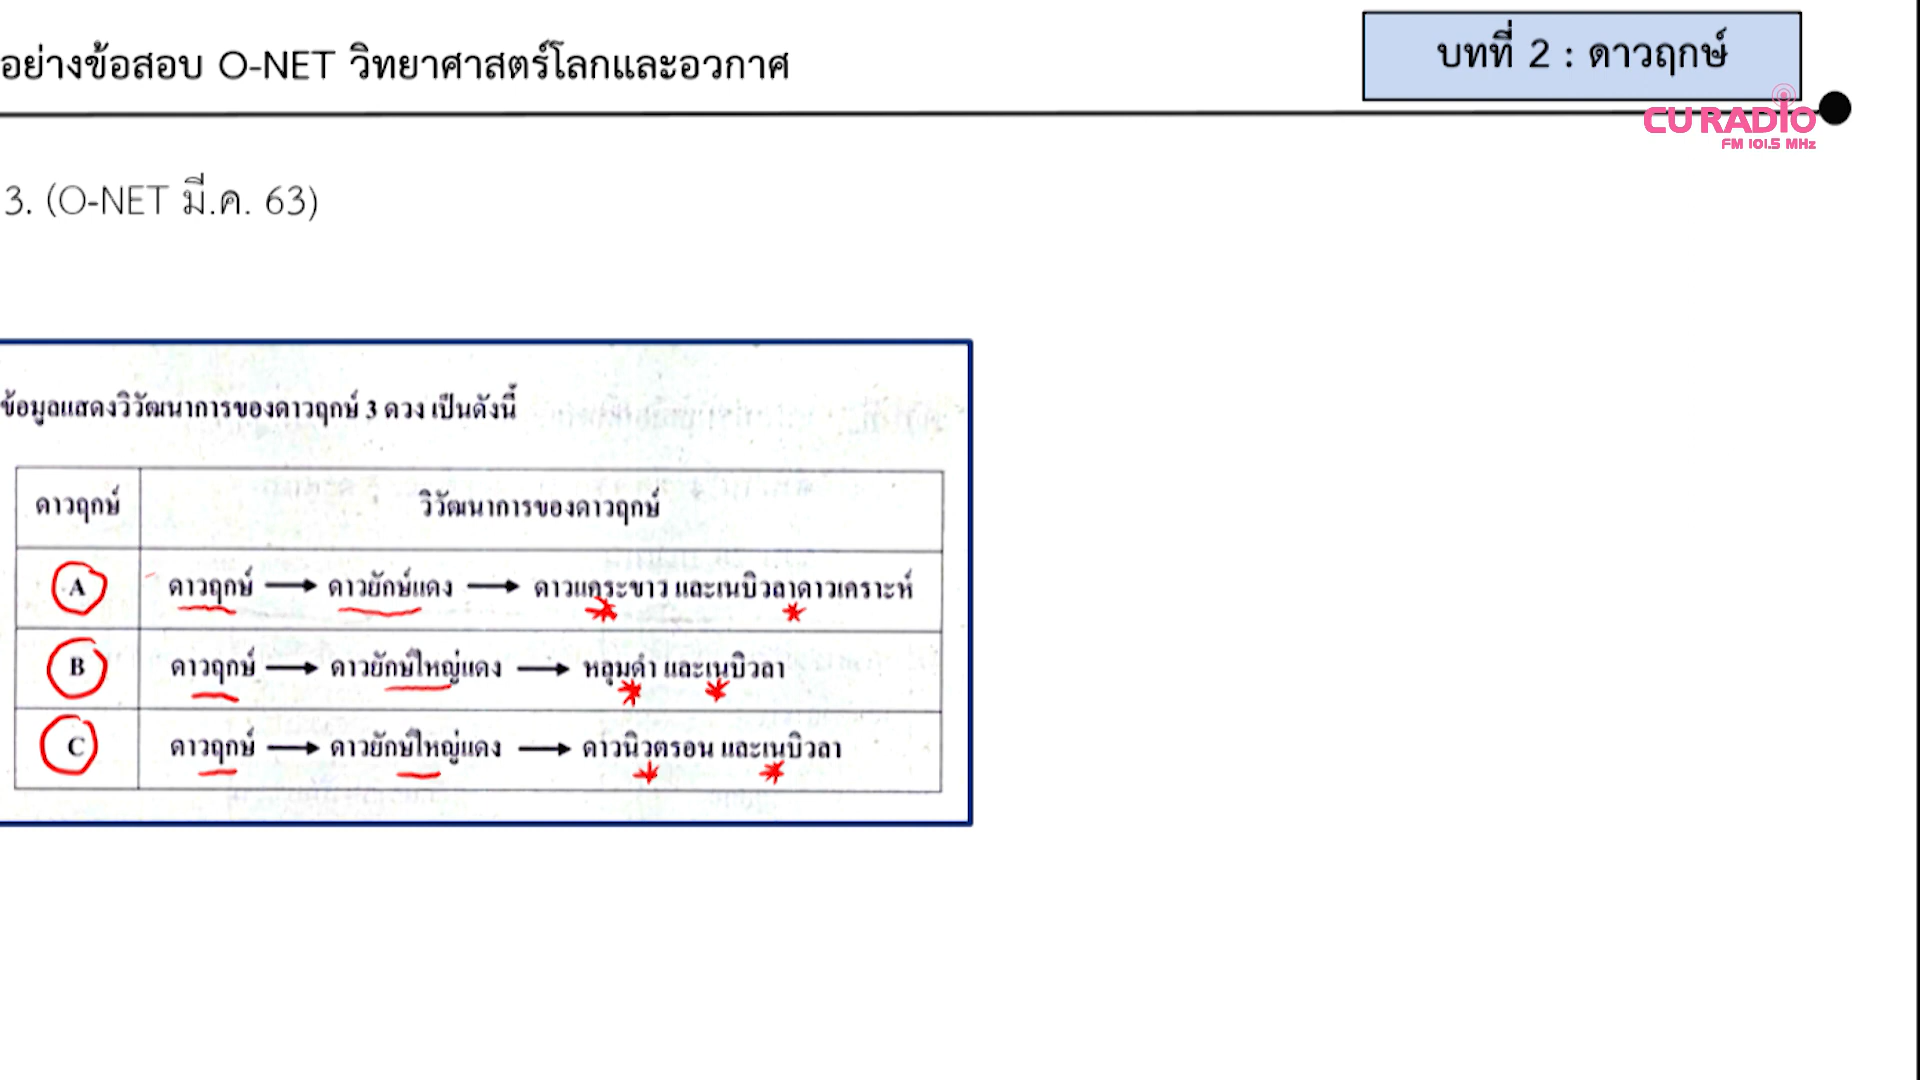 อย่างข้อสอบ O-NET วิทยาศาสตร์โลกและอวกาศ
บทที่ 2 : ดาวฤกษ์
CU RADIO
FM 101.5 MHz
3. (O-NET มี.ค. 63)
ข้อมูลแสดงวิวัฒนาการของดาวฤกษ์ 3 ดวง เป็นดังนี้
ดาวฤกษ์ วิวัฒนาการของดาวฤกษ์
A ดาวฤกษ์ → ดาวยักษ์แดง → ดาวแคระขาว และเนบิวลาดาวเคราะห์
B ดาวฤกษ์ → ดาวยักษ์ใหญ่แดง → หลุมดำ และเนบิวลา
C ดาวฤกษ์ → ดาวยักษ์ใหญ่แดง → ดาวนิวตรอน และเนบิวลา